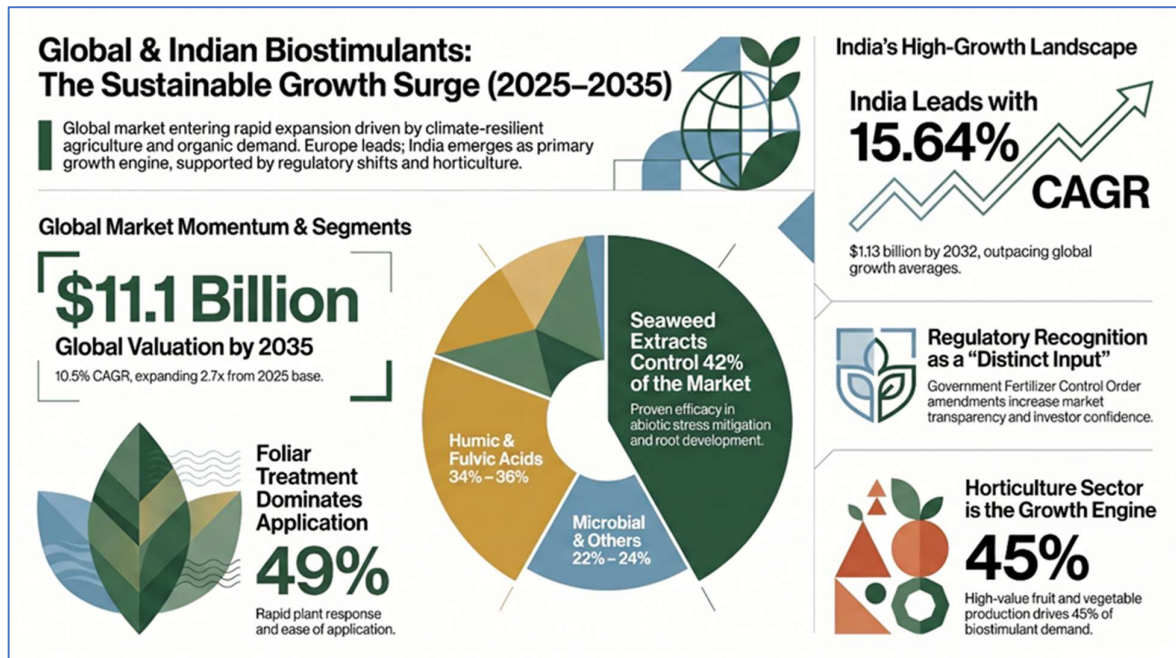 Global & Indian Biostimulants:
The Sustainable Growth Surge (2025–2035)
Global market entering rapid expansion driven by climate-resilient
agriculture and organic demand. Europe leads; India emerges as primary
growth engine, supported by regulatory shifts and horticulture.
Global Market Momentum & Segments
$11.1 Billion
Global Valuation by 2035
10.5% CAGR, expanding 2.7x from 2025 base.
Foliar
Treatment
Dominates
Application
49%
Rapid plant response
and ease of application.
Seaweed
Extracts
Control 42%
of the Market
Proven efficacy in
abiotic stress mitigation
and root development.
Humic &
Fulvic Acids
34% – 36%
Microbial
& Others
22% – 24%
India's High-Growth Landscape
India Leads with
15.64%
CAGR
$1.13 billion by 2032, outpacing global
growth averages.
Regulatory Recognition
as a "Distinct Input"
Government Fertilizer Control Order
amendments increase market
transparency and investor confidence.
Horticulture Sector
is the Growth Engine
45%
High-value fruit and vegetable
production drives 45% of
biostimulant demand.